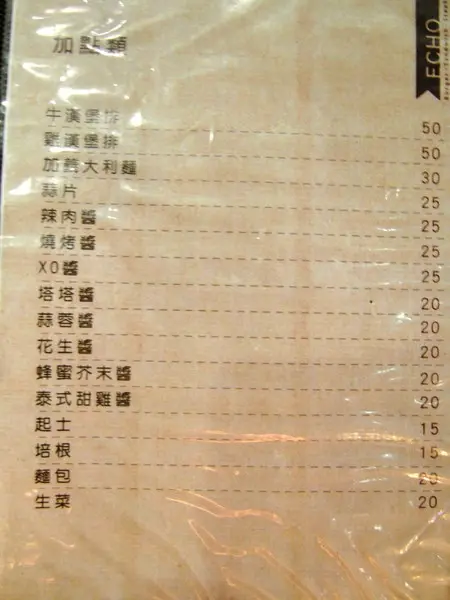 加點類
ECHO
牛漢堡排 50
雞漢堡排 50
加義大利麵 30
蒜片 25
辣肉醬 25
燒烤醬 25
XO醬 25
塔塔醬 20
蒜蓉醬 20
花生醬 20
蜂蜜芥末醬 20
泰式甜雞醬 20
起士 15
培根 15
麵包 20
生菜 20